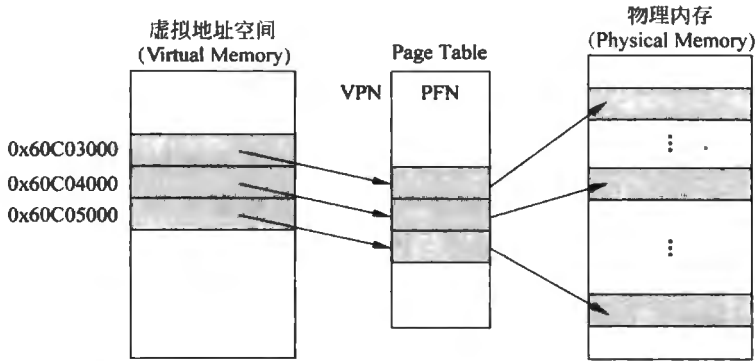 虚拟地址空间
(Virtual Memory)
Page Table
物理内存
(Physical Memory)
VPN
PFN
0x60C03000
0x60C04000
0x60C05000